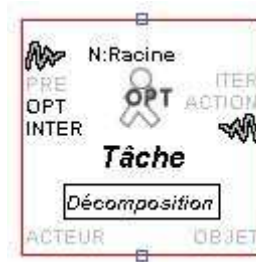 N:Racine
PRE
ITER
OPT
OPT
ACTION
INTER
Tâche
Décomposition
ACTEUR
OBJET